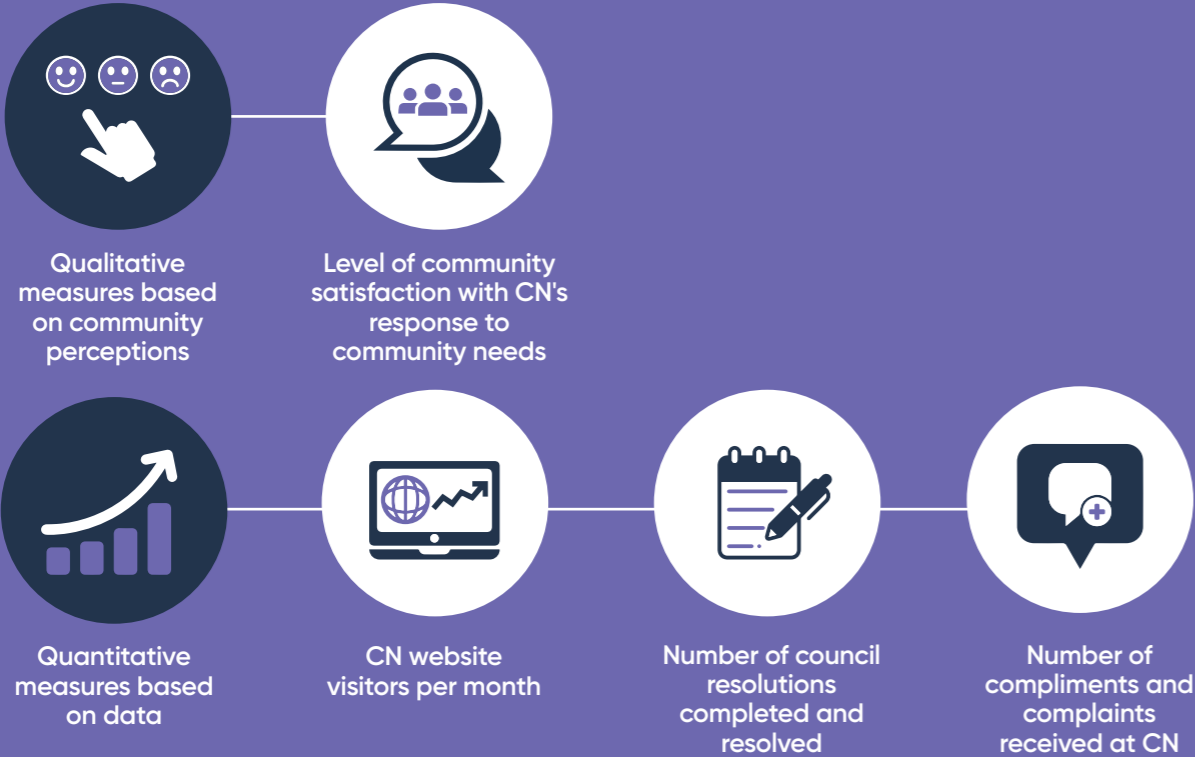 Qualitative
measures based
on community
perceptions
Level of community
satisfaction with CN's
response to
community needs
Quantitative
measures based
on data
CN website
visitors per month
Number of council
resolutions
completed and
resolved
Number of
compliments and
complaints
received at CN